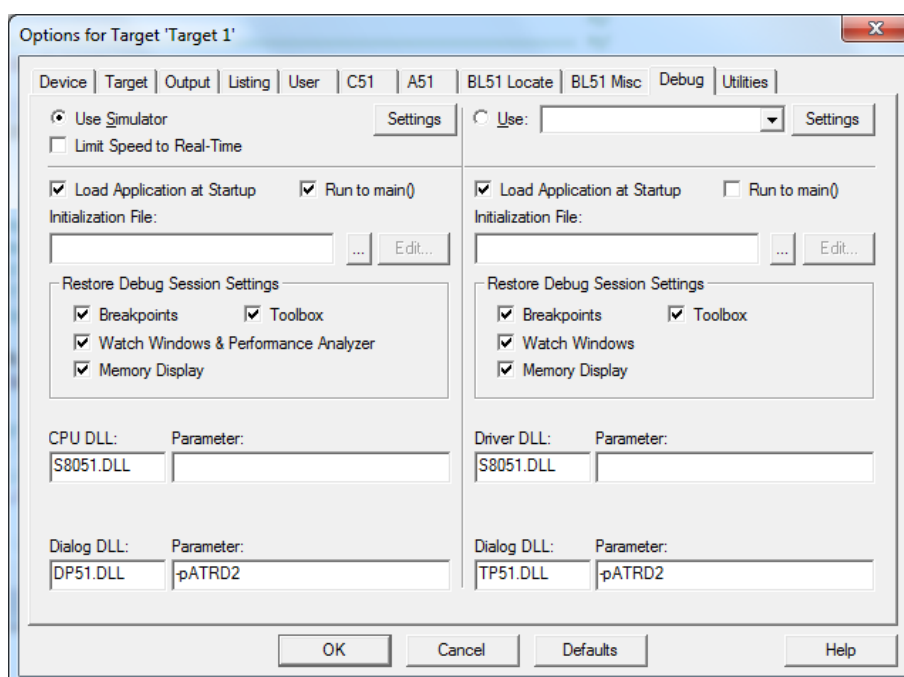 Options for Target 'Target 1'
Device Target Output Listing User C51 A51 BL51 Locate BL51 Misc Debug Utilities
Use Simulator Settings Use: Settings
Limit Speed to Real-Time
Load Application at Startup Run to main() Load Application at Startup Run to main()
Initialization File: Initialization File:
... Edit... ... Edit...
Restore Debug Session Settings Restore Debug Session Settings
Breakpoints Toolbox Breakpoints Toolbox
Watch Windows & Performance Analyzer Watch Windows
Memory Display Memory Display
CPU DLL: Parameter: Driver DLL: Parameter:
S8051.DLL S8051.DLL
Dialog DLL: Parameter: Dialog DLL: Parameter:
DP51.DLL -pATRD2 TP51.DLL -pATRD2
OK Cancel Defaults Help